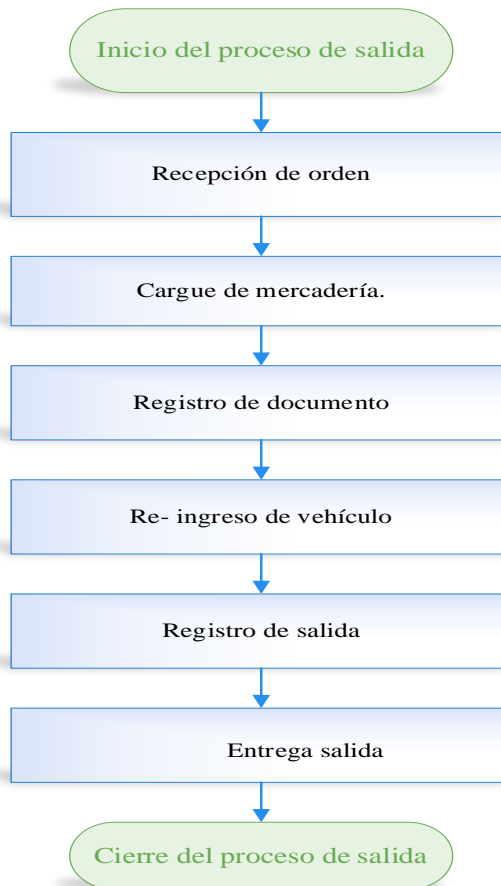 Inicio del proceso de salida
Recepción de orden
Cargue de mercadería.
Registro de documento
Re- ingreso de vehículo
Registro de salida
Entrega salida
Cierre del proceso de salida